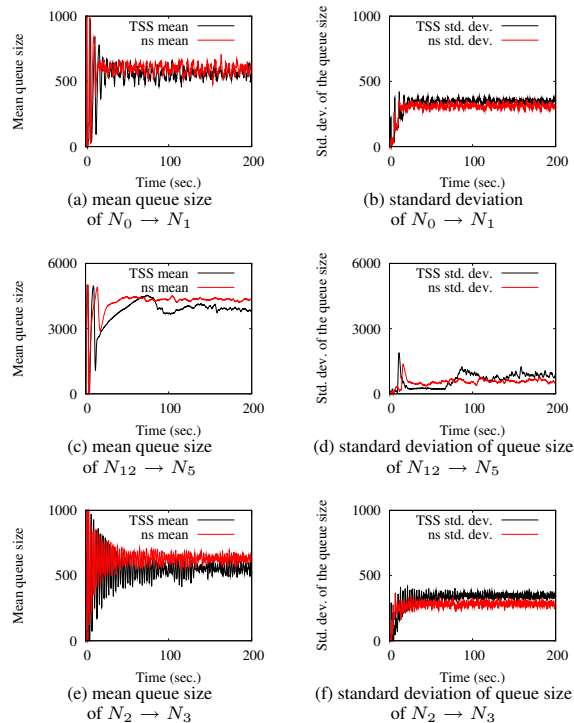 TSS mean
ns mean
Mean queue size
1000
500
0
0
100
200
Time (sec.)
(a) mean queue size
of N₀ → N₁
TSS std. dev.
ns std. dev.
Std. dev. of the queue size
1000
500
0
0
100
200
Time (sec.)
(b) standard deviation
of N₀ → N₁
TSS mean
ns mean
Mean queue size
6000
3000
0
0
100
200
Time (sec.)
(c) mean queue size
of N₁₂ → N₅
TSS std. dev.
ns std. dev.
Std. dev. of the queue size
6000
3000
0
0
100
200
Time (sec.)
(d) standard deviation of queue size
of N₁₂ → N₅
TSS mean
ns mean
Mean queue size
1000
500
0
0
100
200
Time (sec.)
(e) mean queue size
of N₂ → N₃
TSS std. dev.
ns std. dev.
Std. dev. of the queue size
1000
500
0
0
100
200
Time (sec.)
(f) standard deviation of queue size
of N₂ → N₃